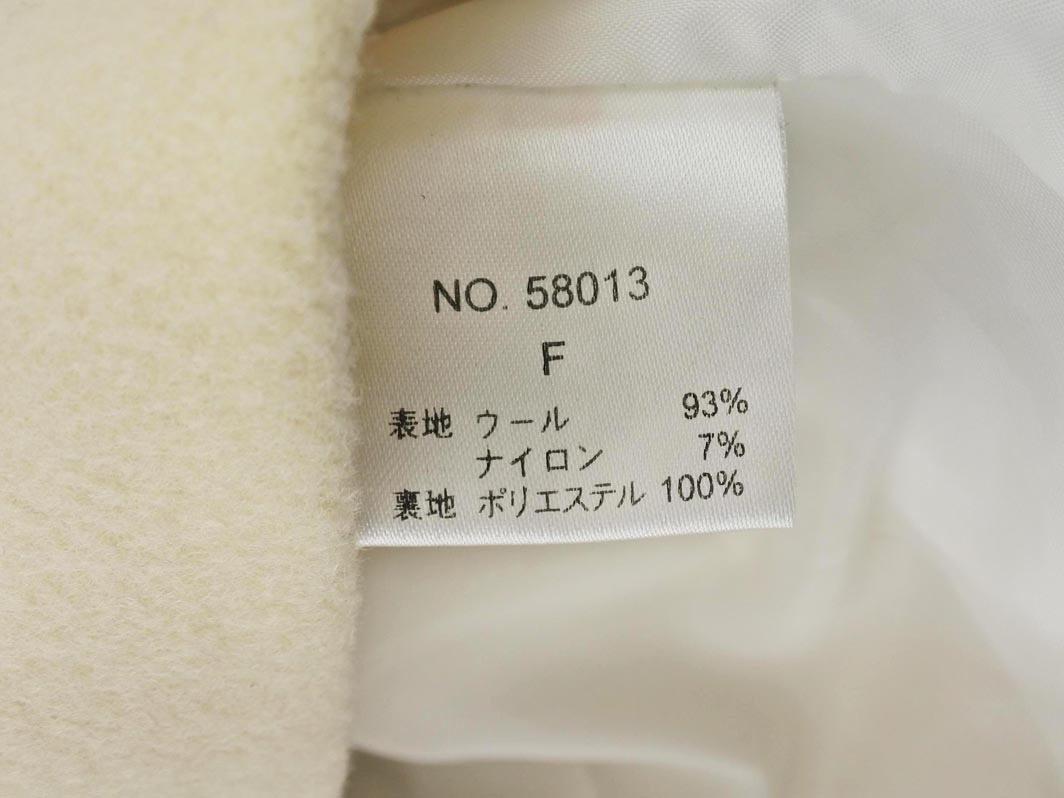 NO. 58013
F
表地 ウール 93%
ナイロン 7%
裏地 ポリエステル 100%